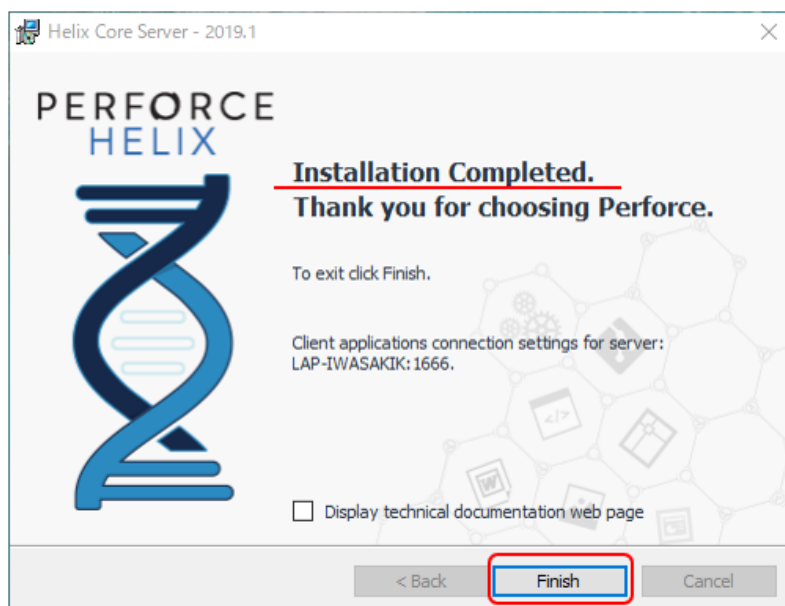 Helix Core Server - 2019.1
PERFORCE
HELIX
Installation Completed.
Thank you for choosing Perforce.
To exit click Finish.
Client applications connection settings for server:
LAP-IWASAKIK:1666.
</>
W
Display technical documentation web page
< Back
Finish
Cancel